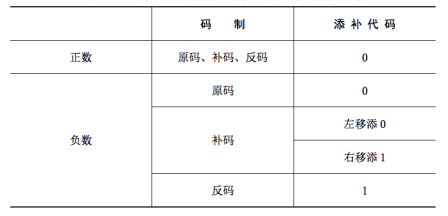 码 制 添补代码
正数 原码、补码、反码 0
负数 原码 0
补码 左移添0
右移添1
反码 1